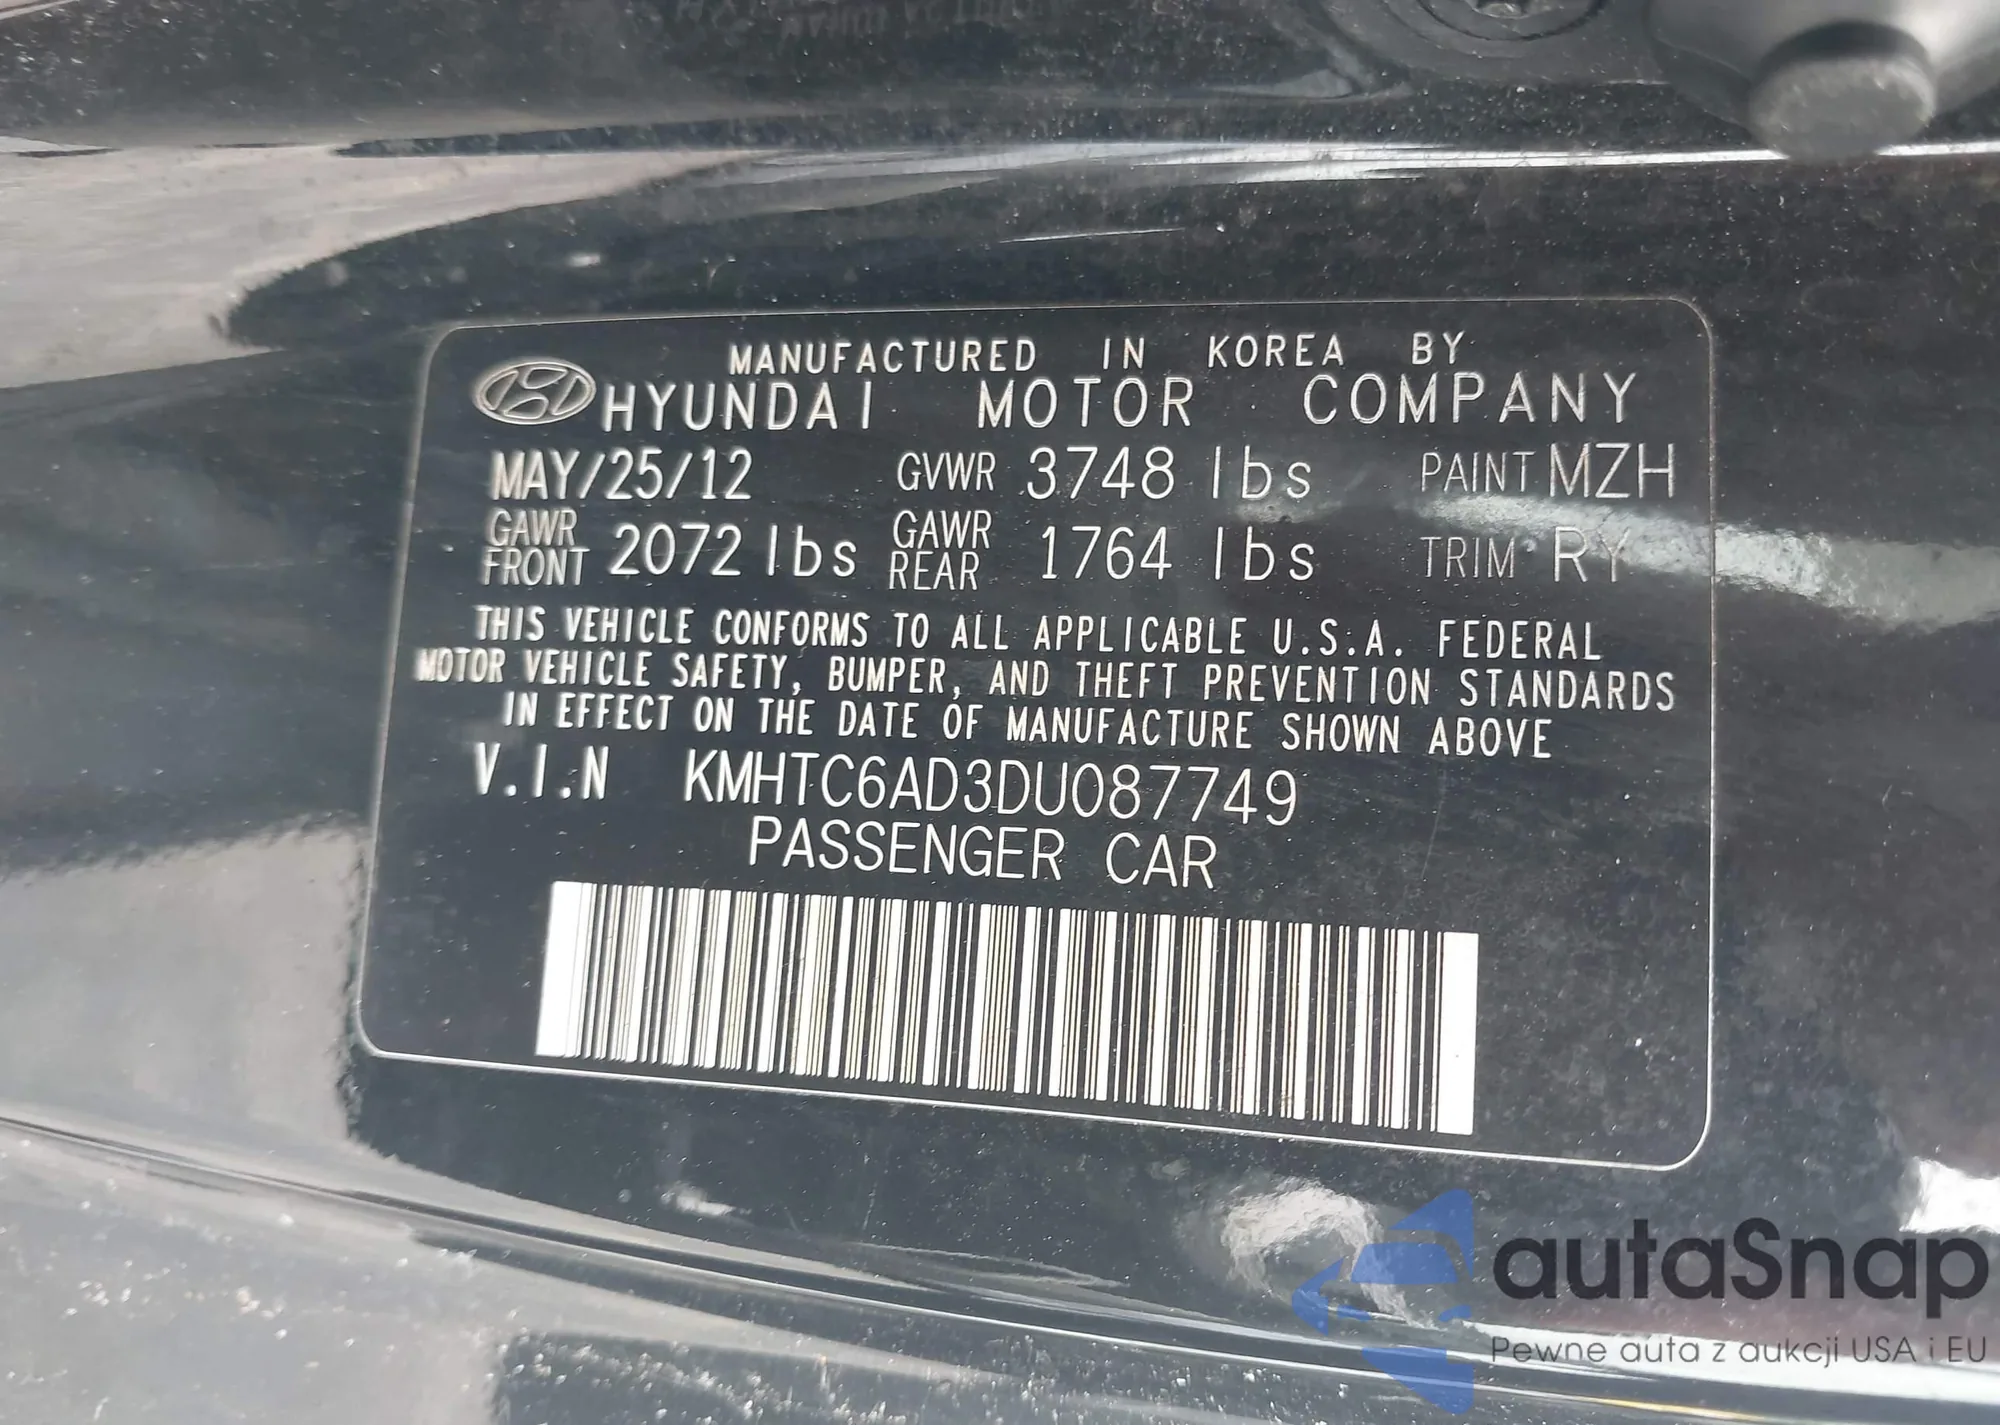 MANUFACTURED IN KOREA BY
HYUNDAI MOTOR COMPANY
MAY/25/12 GVWR 3748 lbs PAINT MZH
GAWR FRONT 2072 lbs GAWR REAR 1764 lbs TRIM RY
THIS VEHICLE CONFORMS TO ALL APPLICABLE U.S.A. FEDERAL
MOTOR VEHICLE SAFETY, BUMPER, AND THEFT PREVENTION STANDARDS
IN EFFECT ON THE DATE OF MANUFACTURE SHOWN ABOVE
V.I.N KMHTC6AD3DU087749
PASSENGER CAR
autaSnap
Pewne auta z aukcji USA i EU